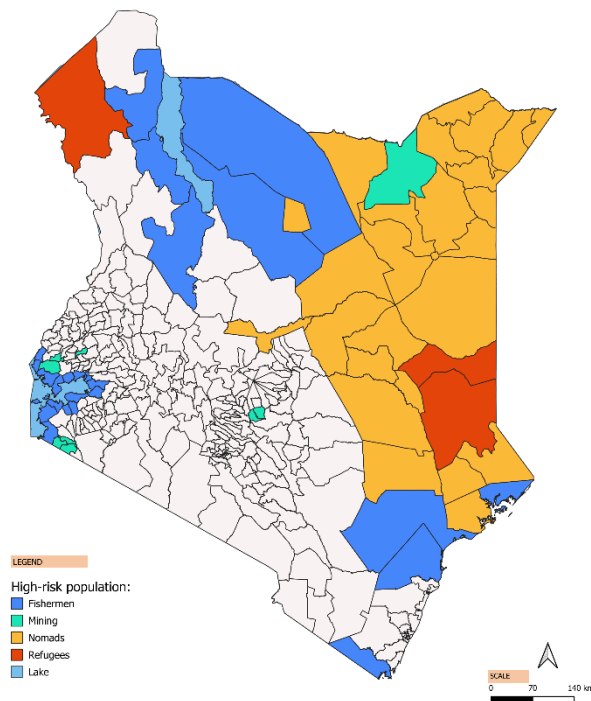 LEGEND
High-risk population:
Fishermen
Mining
Nomads
Refugees
Lake
SCALE
0 70 140 km